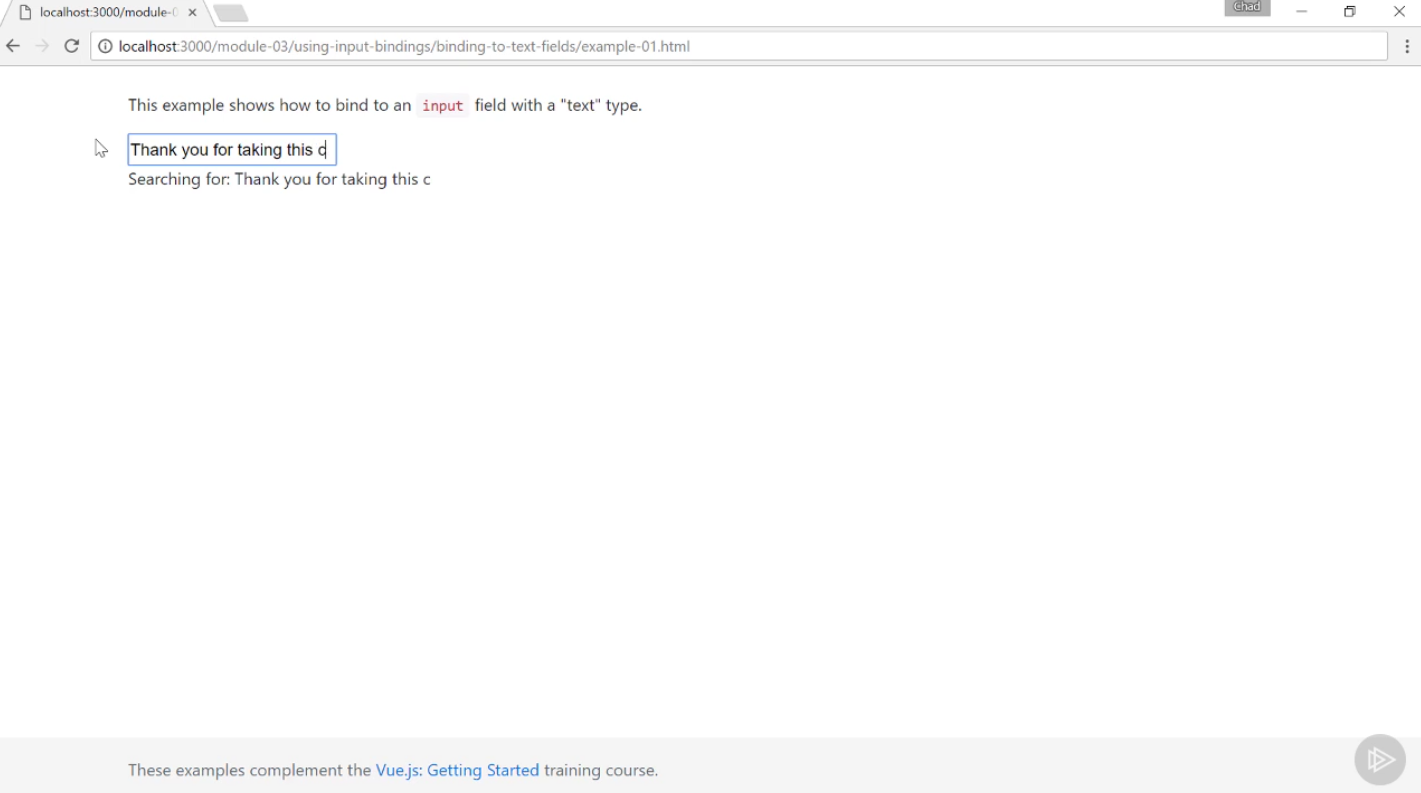 localhost:3000/module-0
Chad
localhost:3000/module-03/using-input-bindings/binding-to-text-fields/example-01.html
This example shows how to bind to an input field with a "text" type.
Thank you for taking this c
Searching for: Thank you for taking this c
These examples complement the Vue.js: Getting Started training course.